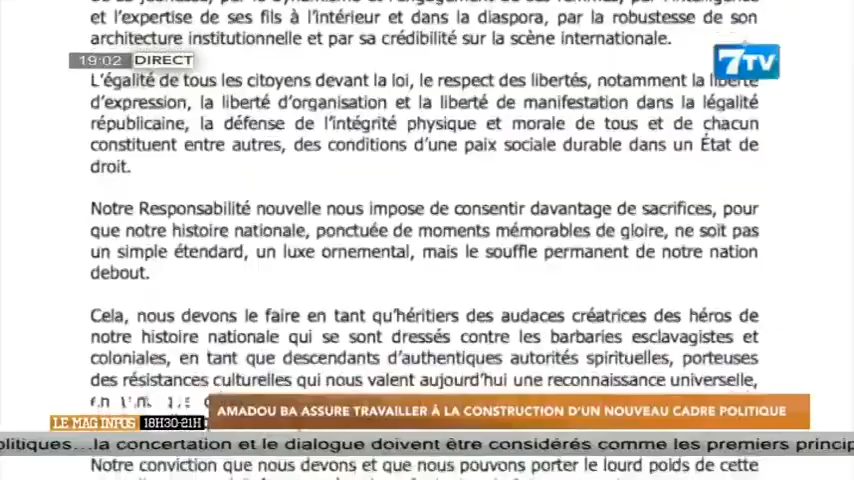 et l'expertise de ses fils à l'intérieur et dans la diaspora, par la robustesse de son
architecture institutionnelle et par sa crédibilité sur la scène internationale.
19:02 DIRECT
7TV
L'égalité de tous les citoyens devant la loi, le respect des libertés, notamment la liberté
d'expression, la liberté d'organisation et la liberté de manifestation dans la légalité
républicaine, la défense de l'intégrité physique et morale de tous et de chacun
constituent entre autres, des conditions d'une paix sociale durable dans un État de
droit.
Notre Responsabilité nouvelle nous impose de consentir davantage de sacrifices, pour
que notre histoire nationale, ponctuée de moments mémorables de gloire, ne soit pas
un simple étendard, un luxe ornemental, mais le souffle permanent de notre nation
debout.
Cela, nous devons le faire en tant qu'héritiers des audaces créatrices des héros de
notre histoire nationale qui se sont dressés contre les barbaries esclavagistes et
coloniales, en tant que descendants d'authentiques autorités spirituelles, porteuses
des résistances culturelles qui nous valent aujourd'hui une reconnaissance universelle,
AMADOU BA ASSURE TRAVAILLER À LA CONSTRUCTION D'UN NOUVEAU CADRE POLITIQUE
LE MAG INFOS 18H30-21H
olitiques...la concertation et le dialogue doivent être considérés comme les premiers princip
Notre conviction que nous devons et que nous pouvons porter le lourd poids de cette